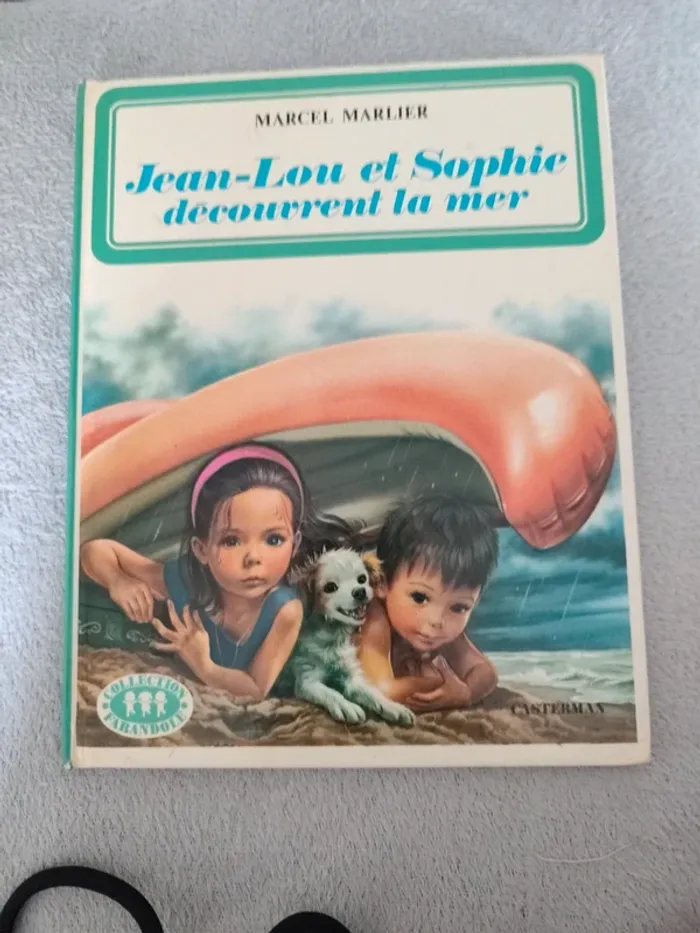 MARCEL MARLIER
Jean-Lou et Sophie
découvrent la mer
COLLECTION
FARANDOLE
CASTERMAN